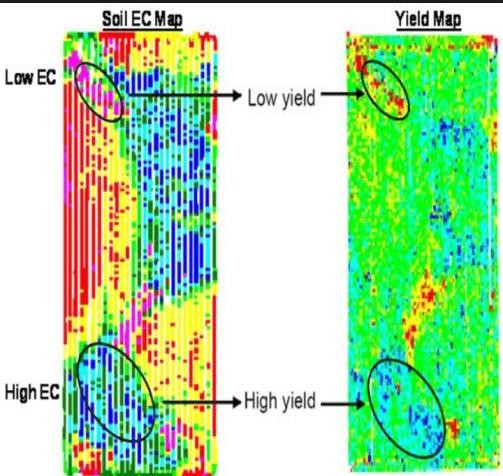 Soil EC Map
Yield Map
Low EC
Low yield
High EC
High yield